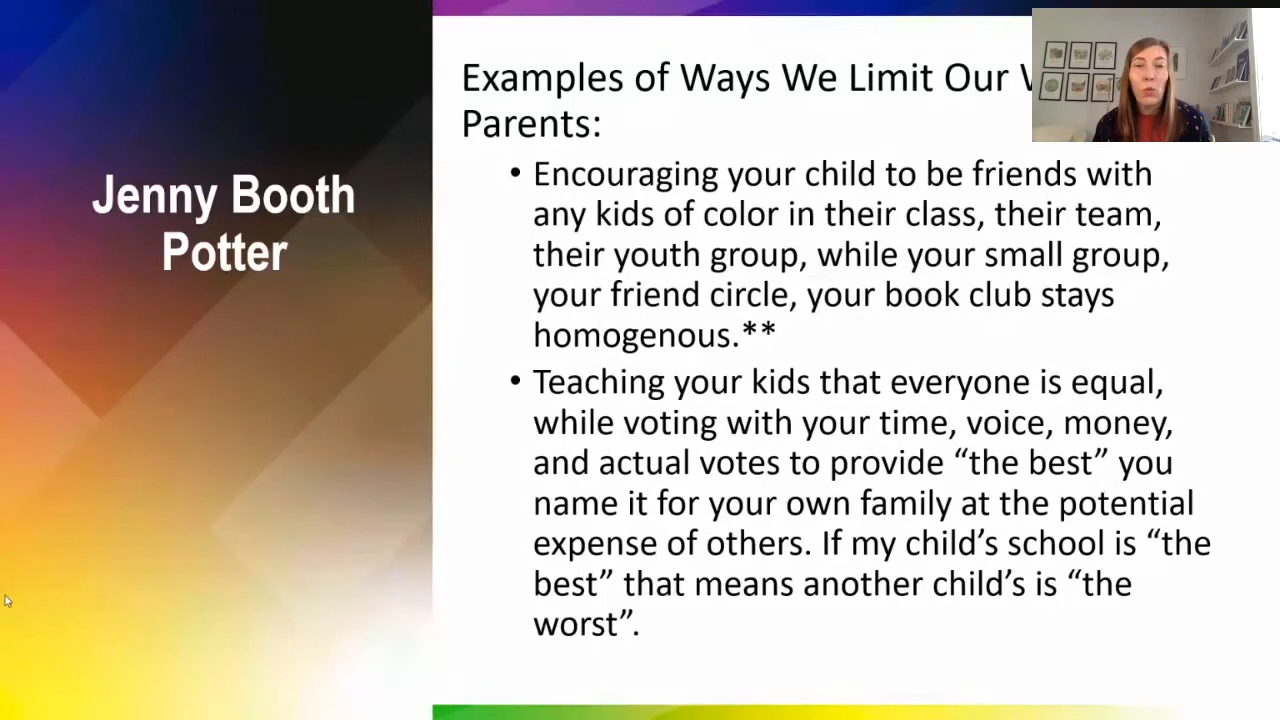 Jenny Booth
Potter
Examples of Ways We Limit Our
Parents:
• Encouraging your child to be friends with
any kids of color in their class, their team,
their youth group, while your small group,
your friend circle, your book club stays
homogenous.**
• Teaching your kids that everyone is equal,
while voting with your time, voice, money,
and actual votes to provide “the best” you
name it for your own family at the potential
expense of others. If my child’s school is “the
best” that means another child’s is “the
worst”.